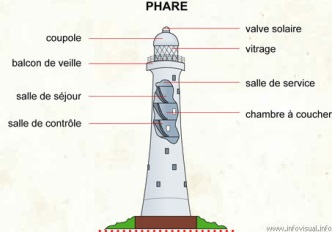 PHARE
valve solaire
coupole
vitrage
balcon de veille
salle de service
salle de séjour
chambre à coucher
salle de contrôle
www.infovisual.info